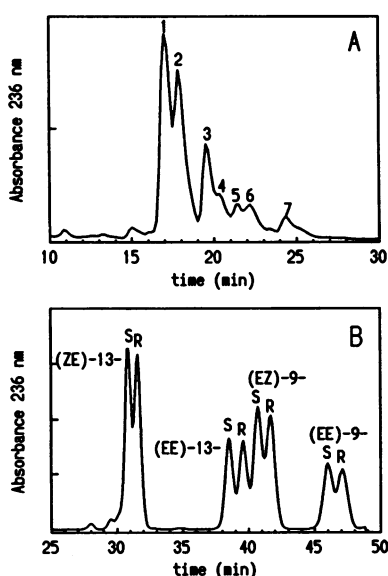 A
Absorbance 236 nm
1
2
3
4
5
6
7
10 15 20 25 30
time (min)
B
Absorbance 236 nm
(ZE)-13-
S R
(EE)-13-
S R
(EZ)-9-
S R
(EE)-9-
S R
25 30 35 40 45 50
time (min)